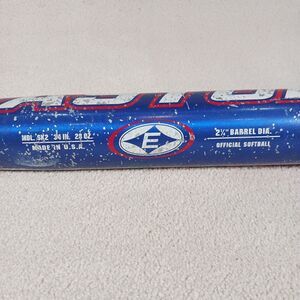 MDL. SK2 34 IN. 28 OZ.
MADE IN U.S.A.
E
2¼" BARREL DIA.
OFFICIAL SOFTBALL